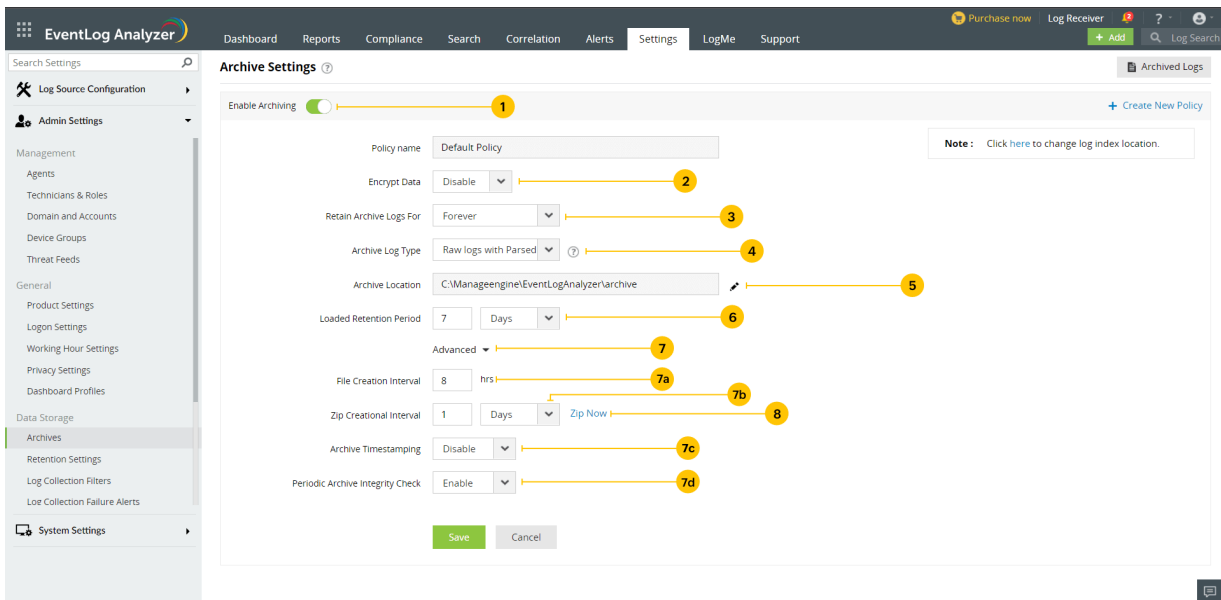 Purchase now Log Receiver 2 ?
EventLog Analyzer
Dashboard Reports Compliance Search Correlation Alerts Settings LogMe Support
+ Add Log Search
Search Settings
Archive Settings ?
Archived Logs
Log Source Configuration
Admin Settings
Management
Agents
Technicians & Roles
Domain and Accounts
Device Groups
Threat Feeds
General
Product Settings
Logon Settings
Working Hour Settings
Privacy Settings
Dashboard Profiles
Data Storage
Archives
Retention Settings
Log Collection Filters
Log Collection Failure Alerts
System Settings
Enable Archiving 1
+ Create New Policy
Note : Click here to change log index location.
Policy name Default Policy
Encrypt Data Disable 2
Retain Archive Logs For Forever 3
Archive Log Type Raw logs with Parsed ? 4
Archive Location C:\Manageengine\EventLogAnalyzer\archive 5
Loaded Retention Period 7 Days 6
Advanced 7
File Creation Interval 8 hrs 7a
7b
Zip Creational Interval 1 Days Zip Now 8
Archive Timestamping Disable 7c
Periodic Archive Integrity Check Enable 7d
Save Cancel